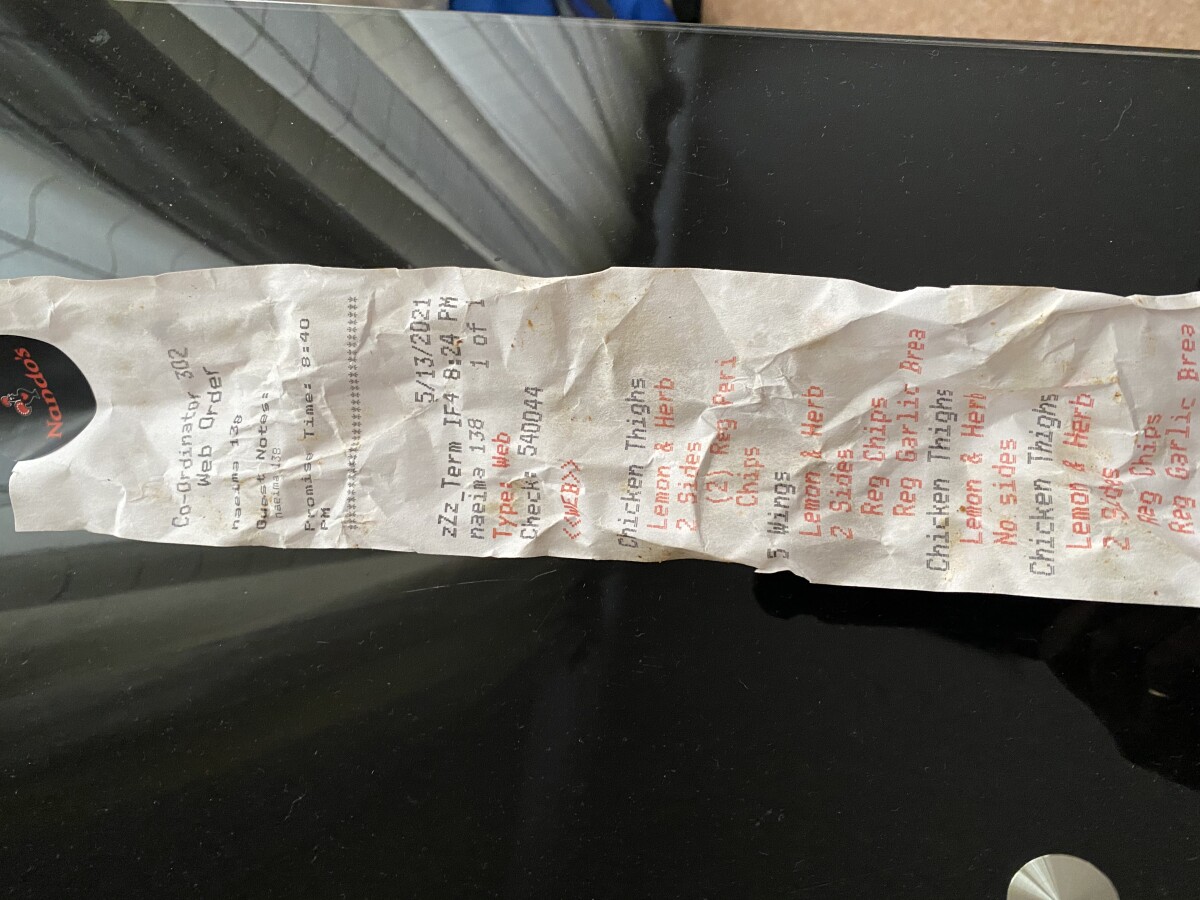 Nando's
Co-Ordinator 302
Web Order
naeima 138
Guest Notes:
naeima 138
Promise Time: 8:40
PM
zZz_Term IF4 8:24 PM 5/13/2021
naeima 138 1 of 1
Type: Web
Check: 540044
<<WEB>>
Chicken Thighs
Lemon & Herb
2 Sides
(2) Reg Peri
Chips
5 Wings
Lemon & Herb
2 Sides
Reg Chips
Reg Garlic Brea
Chicken Thighs
Lemon & Herb
No sides
Chicken Thighs
Lemon & Herb
2 Sides
Reg Chips
Reg Garlic Brea